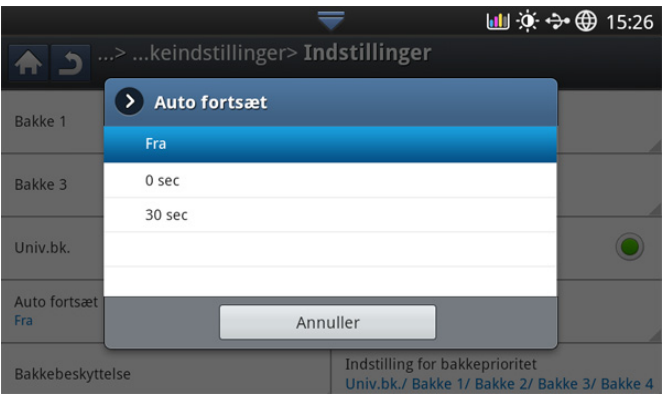 15:26
...> ...keindstillinger> Indstillinger
Auto fortsæt
Bakke 1
Fra
0 sec
Bakke 3
30 sec
Univ.bk.
Auto fortsæt
Fra
Annuller
Bakkebeskyttelse
Indstilling for bakkeprioritet
Univ.bk./ Bakke 1/ Bakke 2/ Bakke 3/ Bakke 4